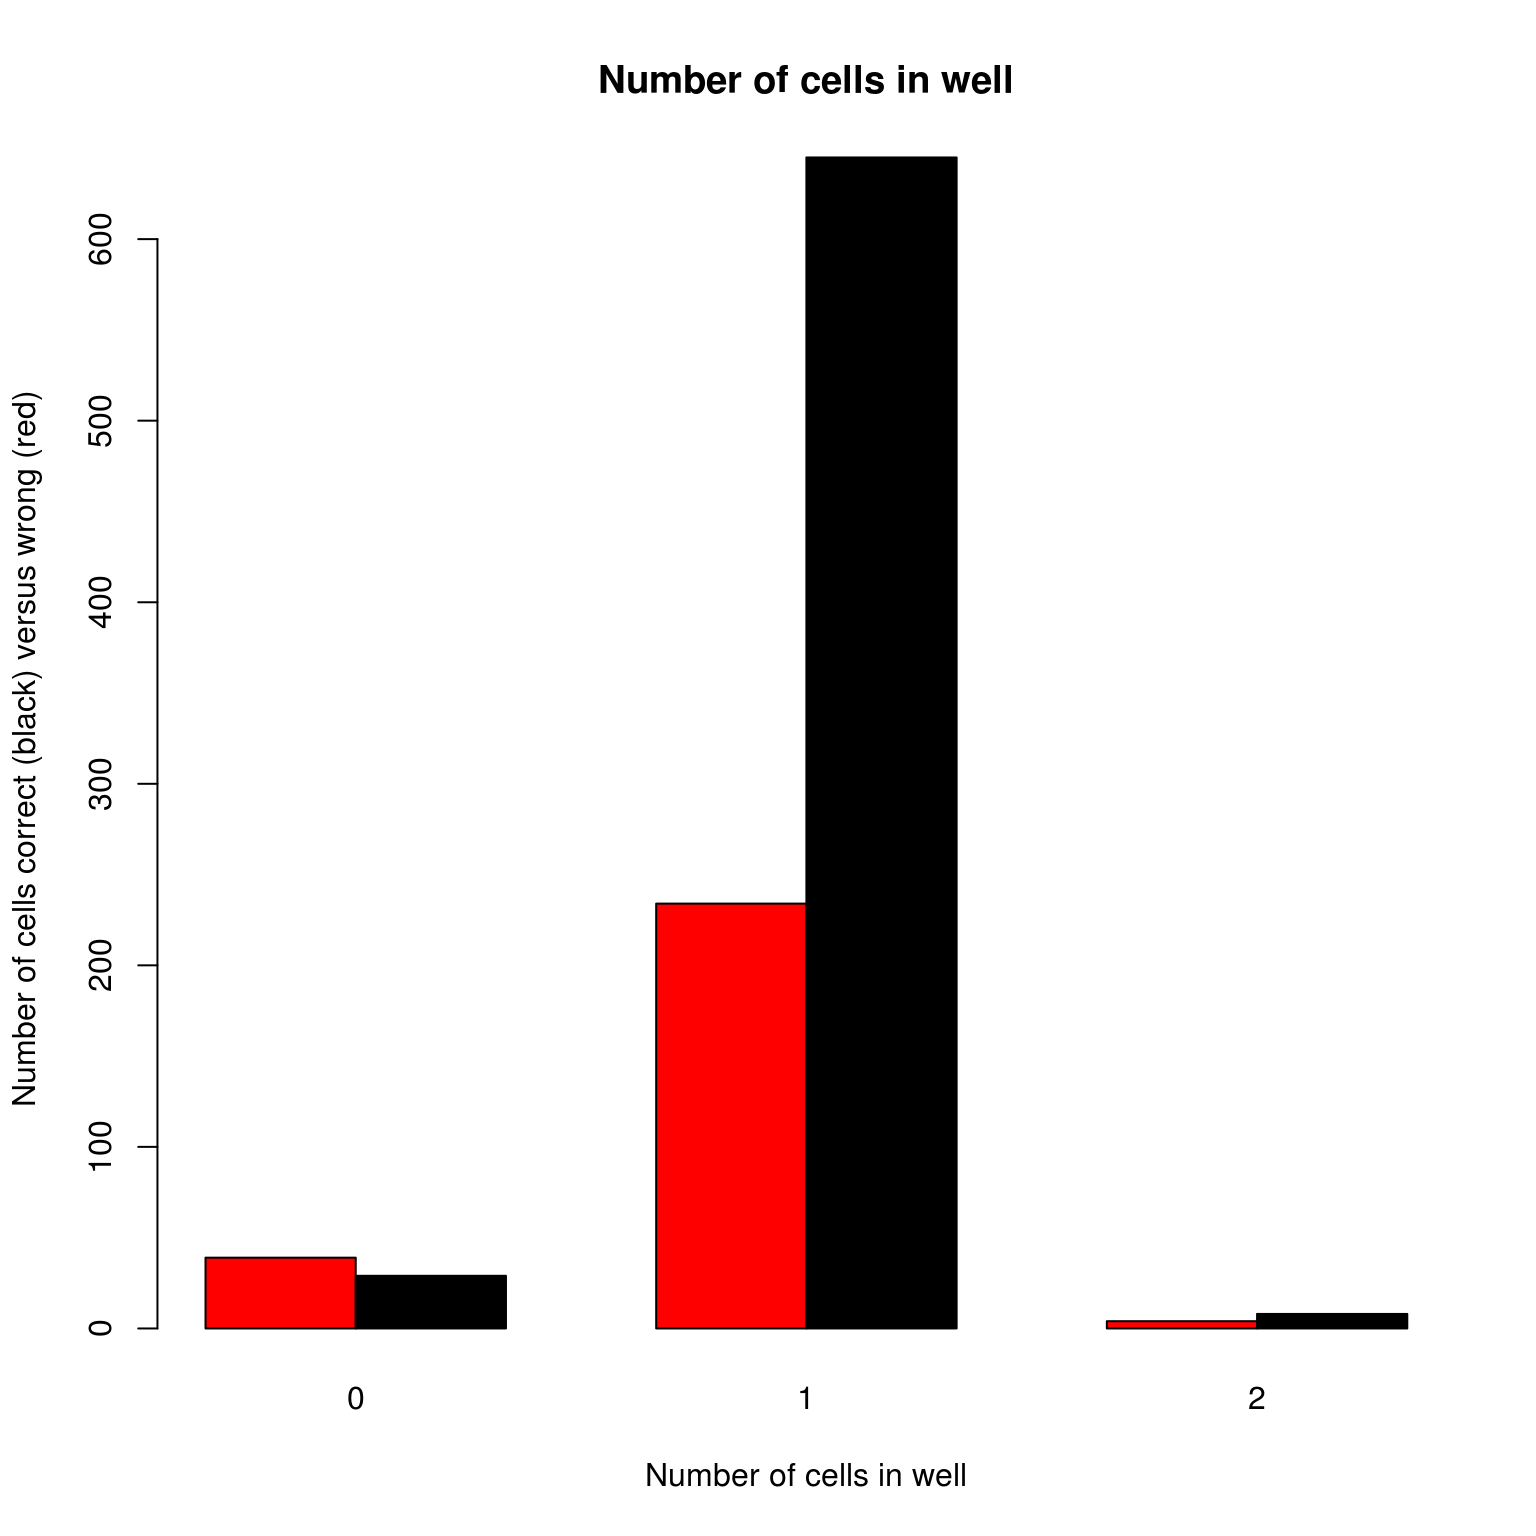 Number of cells in well
Number of cells correct (black) versus wrong (red)
600
500
400
300
200
100
0
0 1 2
Number of cells in well